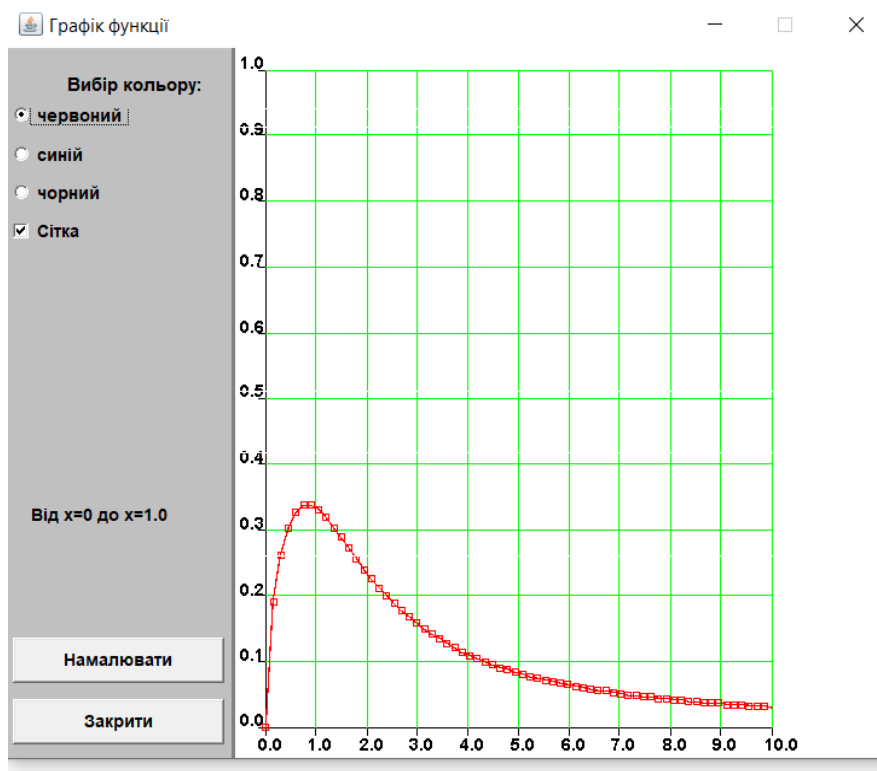 Графік функції
Вибір кольору:
червоний
синій
чорний
Сітка
Від x=0 до x=1.0
Намалювати
Закрити
1.0
0.9
0.8
0.7
0.6
0.5
0.4
0.3
0.2
0.1
0.0
0.0 1.0 2.0 3.0 4.0 5.0 6.0 7.0 8.0 9.0 10.0